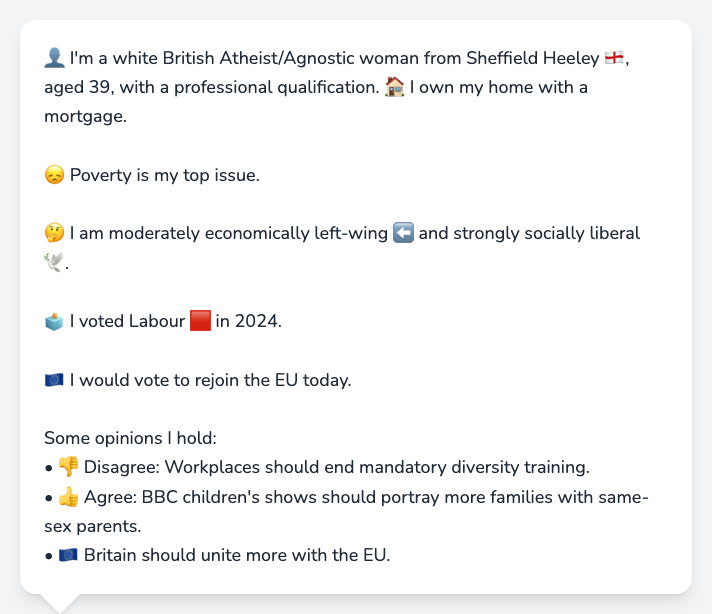 👤 I'm a white British Atheist/Agnostic woman from Sheffield Heeley 🏴󠁧󠁢󠁥󠁮󠁧󠁿,
aged 39, with a professional qualification. 🏠 I own my home with a
mortgage.
😞 Poverty is my top issue.
🤔 I am moderately economically left-wing ⬅️ and strongly socially liberal
🕊️.
🗳️ I voted Labour 🟥 in 2024.
🇪🇺 I would vote to rejoin the EU today.
Some opinions I hold:
• 👎 Disagree: Workplaces should end mandatory diversity training.
• 👍 Agree: BBC children's shows should portray more families with same-
sex parents.
• 🇪🇺 Britain should unite more with the EU.